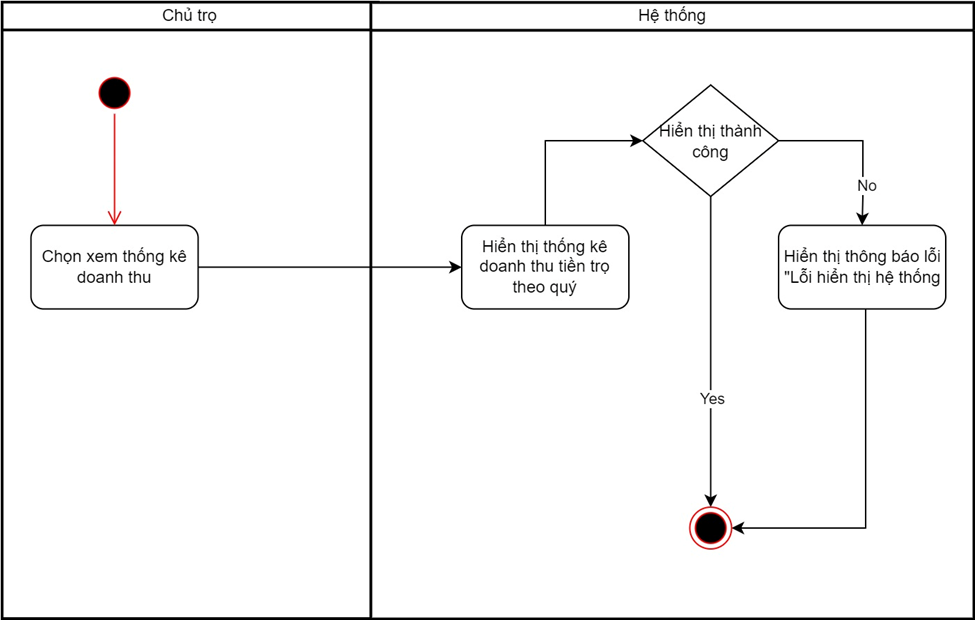 Chủ trọ
Hệ thống
Hiển thị thành
công
No
Chọn xem thống kê
doanh thu
Hiển thị thống kê
doanh thu tiền trọ
theo quý
Hiển thị thông báo lỗi
"Lỗi hiển thị hệ thống
Yes